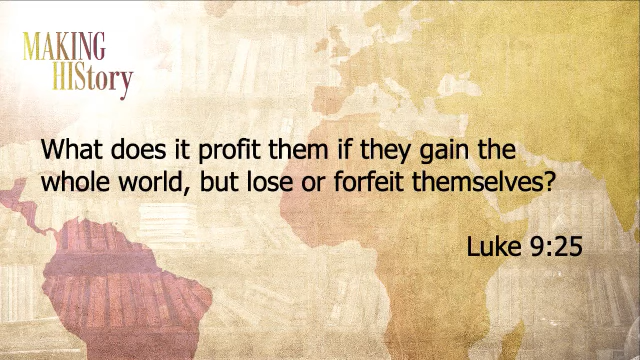 MAKING
HIStory
What does it profit them if they gain the
whole world, but lose or forfeit themselves?
Luke 9:25